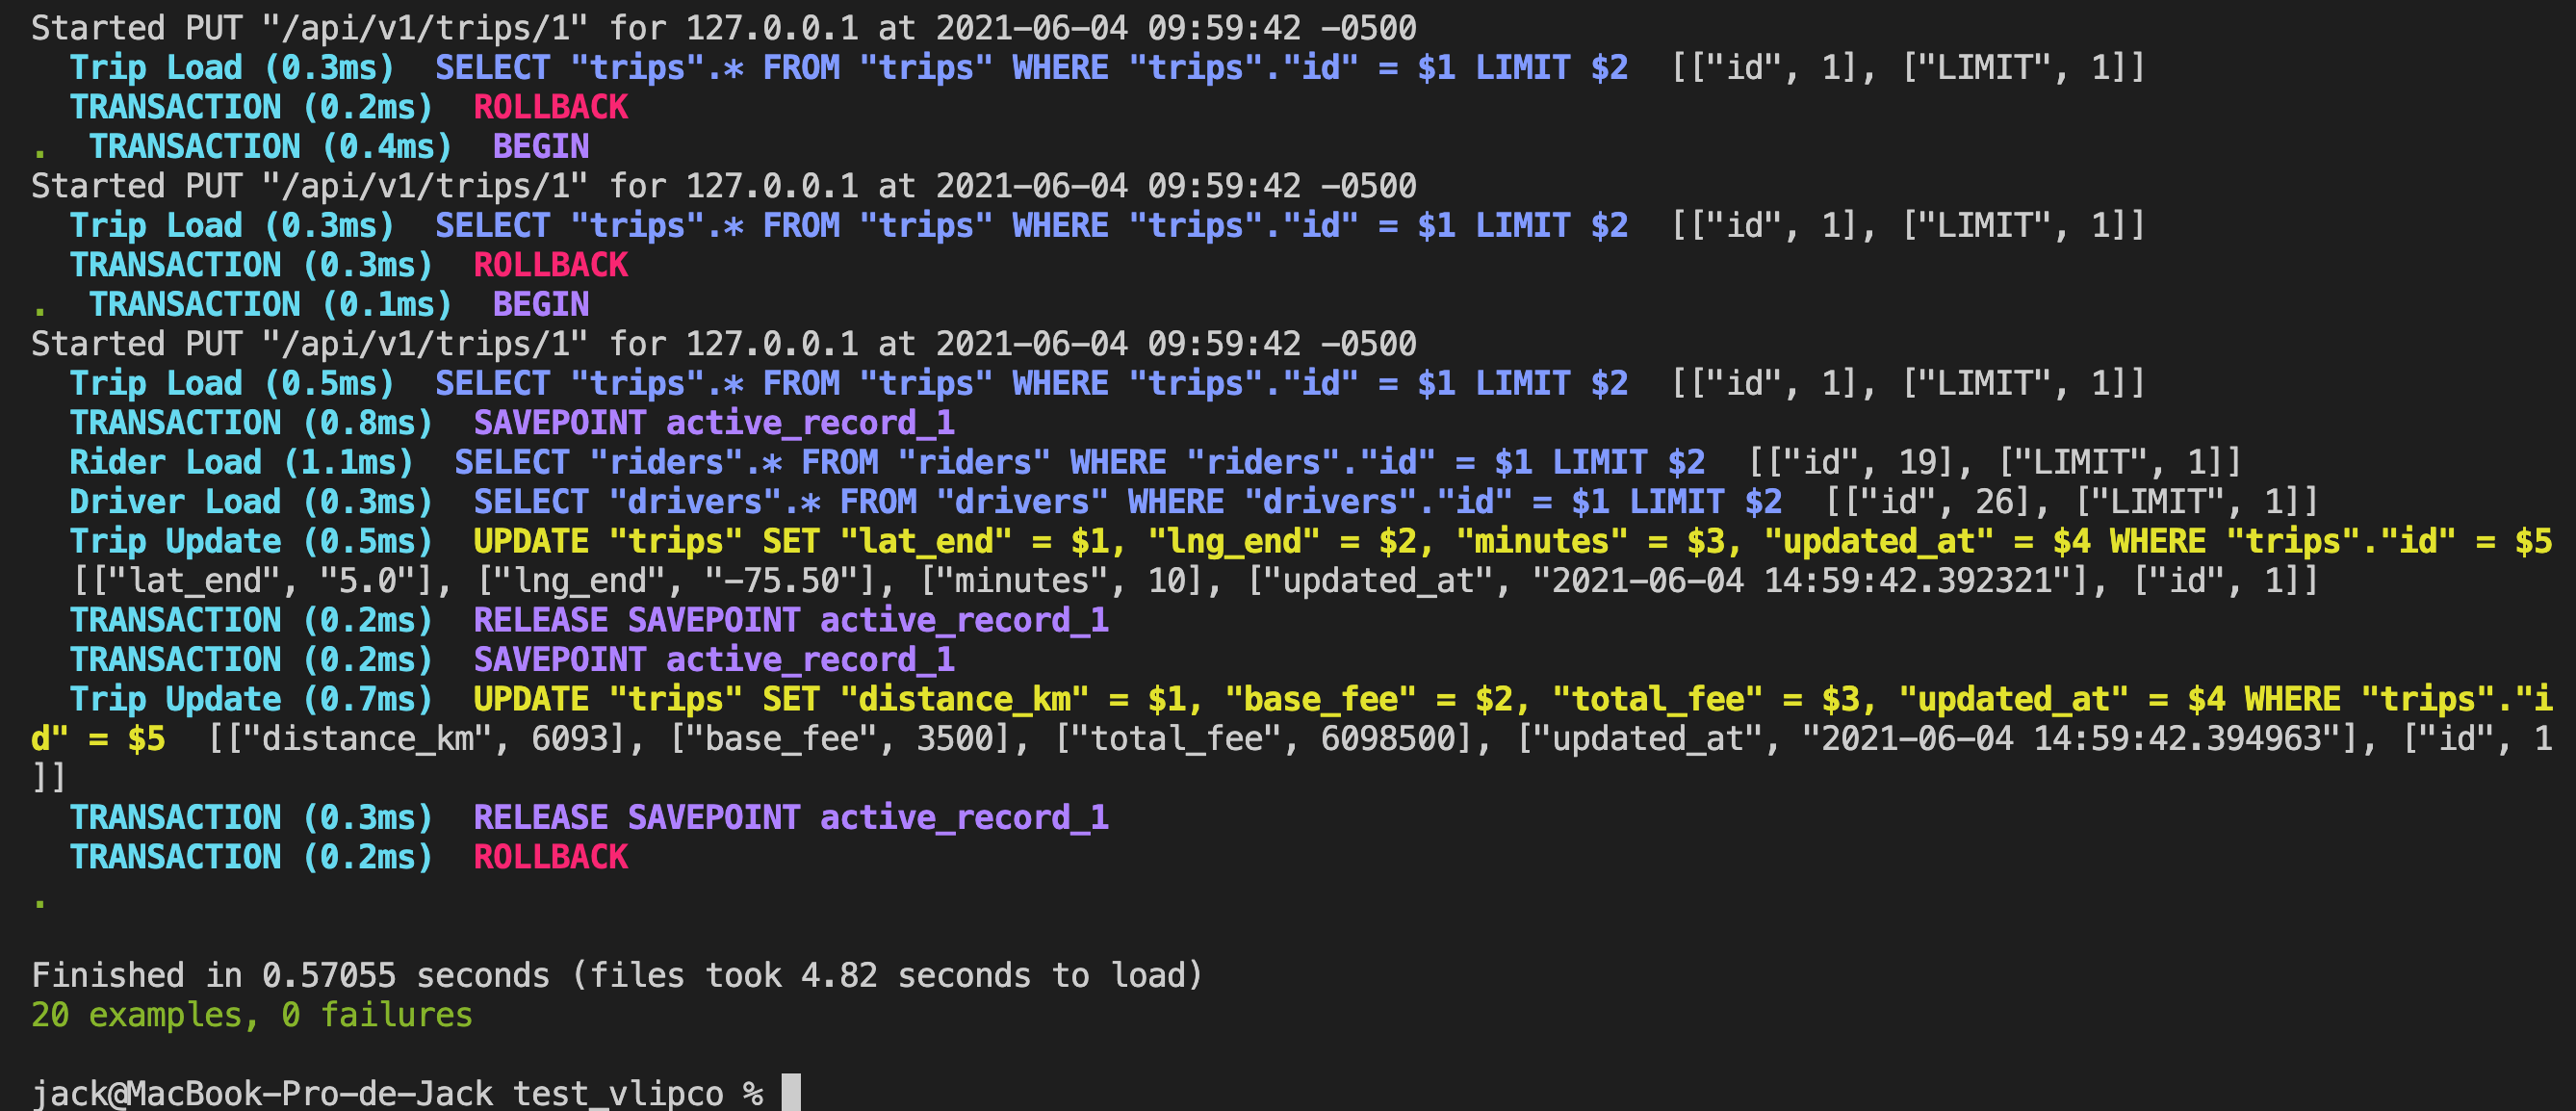 Started PUT "/api/v1/trips/1" for 127.0.0.1 at 2021-06-04 09:59:42 -0500
  Trip Load (0.3ms)  SELECT "trips".* FROM "trips" WHERE "trips"."id" = $1 LIMIT $2  [["id", 1], ["LIMIT", 1]]
  TRANSACTION (0.2ms)  ROLLBACK
.  TRANSACTION (0.4ms)  BEGIN
Started PUT "/api/v1/trips/1" for 127.0.0.1 at 2021-06-04 09:59:42 -0500
  Trip Load (0.3ms)  SELECT "trips".* FROM "trips" WHERE "trips"."id" = $1 LIMIT $2  [["id", 1], ["LIMIT", 1]]
  TRANSACTION (0.3ms)  ROLLBACK
.  TRANSACTION (0.1ms)  BEGIN
Started PUT "/api/v1/trips/1" for 127.0.0.1 at 2021-06-04 09:59:42 -0500
  Trip Load (0.5ms)  SELECT "trips".* FROM "trips" WHERE "trips"."id" = $1 LIMIT $2  [["id", 1], ["LIMIT", 1]]
  TRANSACTION (0.8ms)  SAVEPOINT active_record_1
  Rider Load (1.1ms)  SELECT "riders".* FROM "riders" WHERE "riders"."id" = $1 LIMIT $2  [["id", 19], ["LIMIT", 1]]
  Driver Load (0.3ms)  SELECT "drivers".* FROM "drivers" WHERE "drivers"."id" = $1 LIMIT $2  [["id", 26], ["LIMIT", 1]]
  Trip Update (0.5ms)  UPDATE "trips" SET "lat_end" = $1, "lng_end" = $2, "minutes" = $3, "updated_at" = $4 WHERE "trips"."id" = $5
  [["lat_end", "5.0"], ["lng_end", "-75.50"], ["minutes", 10], ["updated_at", "2021-06-04 14:59:42.392321"], ["id", 1]]
  TRANSACTION (0.2ms)  RELEASE SAVEPOINT active_record_1
  TRANSACTION (0.2ms)  SAVEPOINT active_record_1
  Trip Update (0.7ms)  UPDATE "trips" SET "distance_km" = $1, "base_fee" = $2, "total_fee" = $3, "updated_at" = $4 WHERE "trips"."i
d" = $5  [["distance_km", 6093], ["base_fee", 3500], ["total_fee", 6098500], ["updated_at", "2021-06-04 14:59:42.394963"], ["id", 1
]]
  TRANSACTION (0.3ms)  RELEASE SAVEPOINT active_record_1
  TRANSACTION (0.2ms)  ROLLBACK
.
Finished in 0.57055 seconds (files took 4.82 seconds to load)
20 examples, 0 failures
jack@MacBook-Pro-de-Jack test_vlipco %